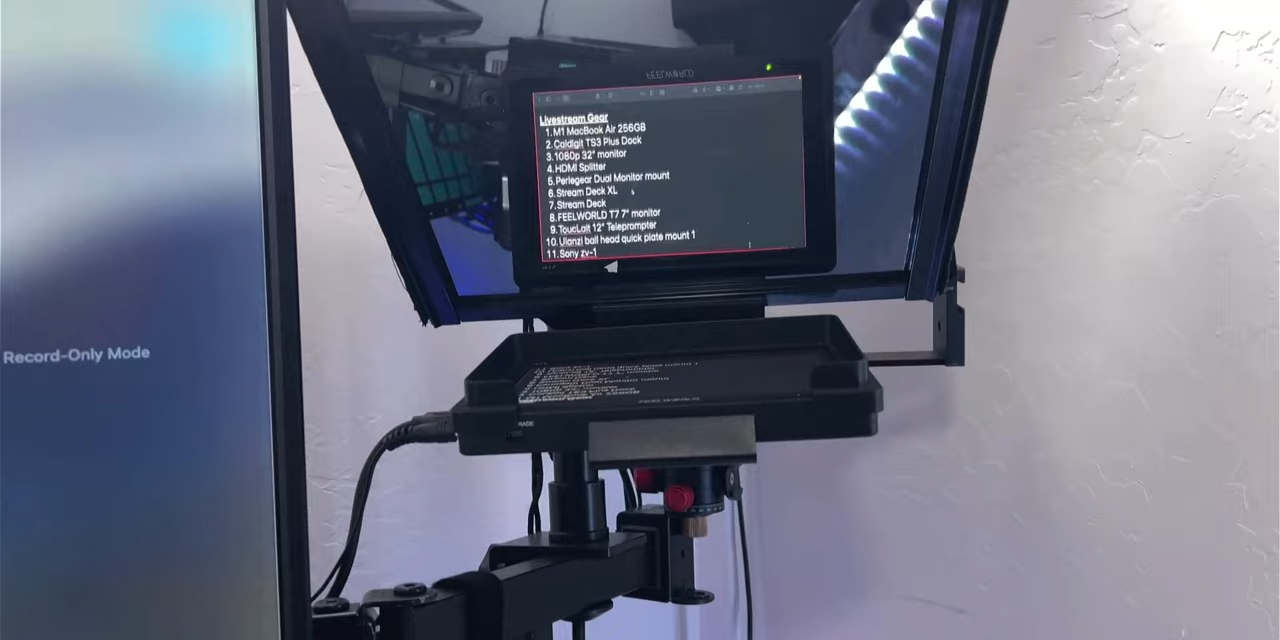 FEELWORLD
Livestream Gear
1. M1 MacBook Air 256GB
2. Caldigit TS3 Plus Dock
3. 1080p 32" monitor
4. HDMI Splitter
5. Perlegear Dual Monitor mount
6. Stream Deck XL
7. Stream Deck
8. FEELWORLD T7 7" monitor
9. ToucLait 12" Teleprompter
10. Ulanzi ball head quick plate mount 1
11. Sony zv-1
Record-Only Mode
FEELWORLD